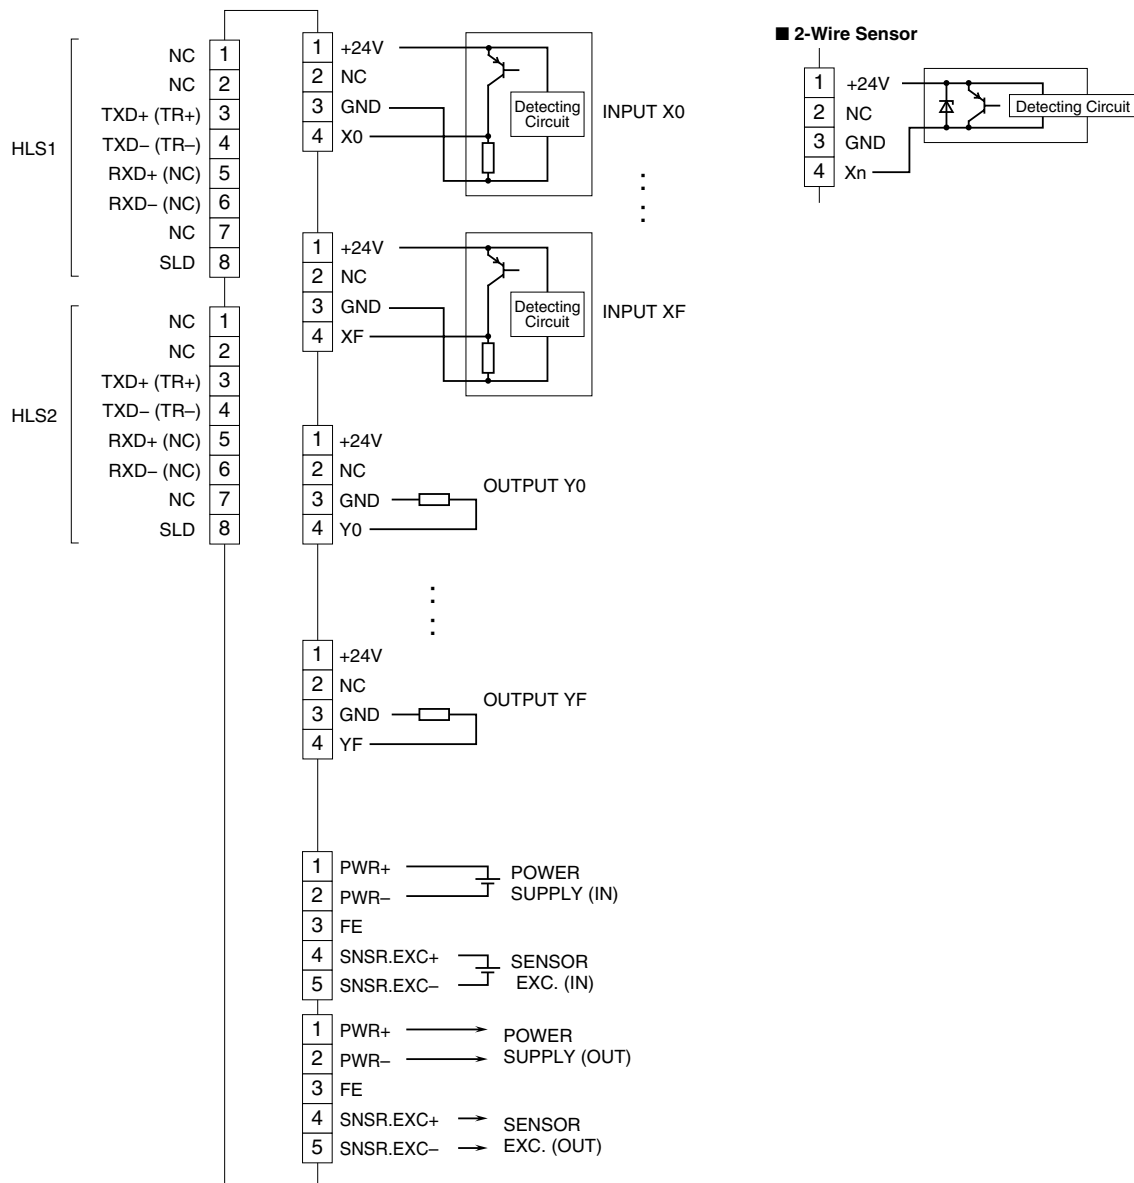 HLS1
NC 1
NC 2
TXD+ (TR+) 3
TXD– (TR–) 4
RXD+ (NC) 5
RXD– (NC) 6
NC 7
SLD 8
HLS2
NC 1
NC 2
TXD+ (TR+) 3
TXD– (TR–) 4
RXD+ (NC) 5
RXD– (NC) 6
NC 7
SLD 8
1 +24V
2 NC
3 GND
4 X0
Detecting
Circuit
INPUT X0
1 +24V
2 NC
3 GND
4 XF
Detecting
Circuit
INPUT XF
1 +24V
2 NC
3 GND
4 Y0
OUTPUT Y0
1 +24V
2 NC
3 GND
4 YF
OUTPUT YF
1 PWR+
2 PWR–
3 FE
4 SNSR.EXC+
5 SNSR.EXC–
POWER
SUPPLY (IN)
SENSOR
EXC. (IN)
1 PWR+
2 PWR–
3 FE
4 SNSR.EXC+
5 SNSR.EXC–
POWER
SUPPLY (OUT)
SENSOR
EXC. (OUT)
■ 2-Wire Sensor
1 +24V
2 NC
3 GND
4 Xn
Detecting Circuit